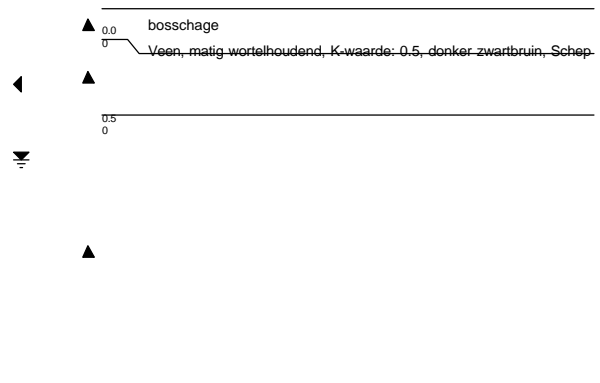 bosschage
0.0
0
Veen, matig wortelhoudend, K-waarde: 0.5, donker zwartbruin, Schep
0.5
0